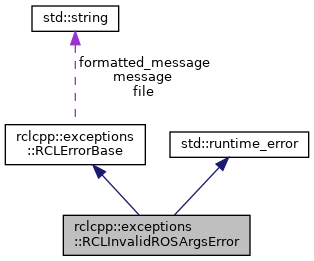 std::string
formatted_message
message
file
rclcpp::exceptions
::RCLErrorBase
std::runtime_error
rclcpp::exceptions
::RCLInvalidROSArgsError